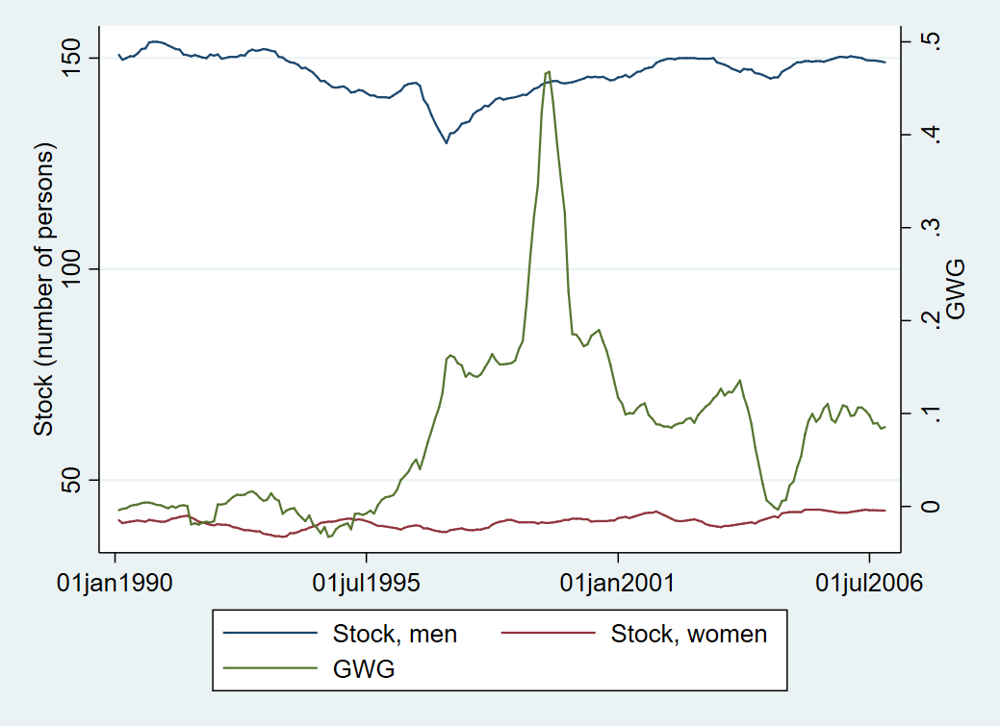 Stock (number of persons)
150
100
50
.5
.4
.3
.2
.1
0
GWG
01jan1990 01jul1995 01jan2001 01jul2006
Stock, men Stock, women
GWG